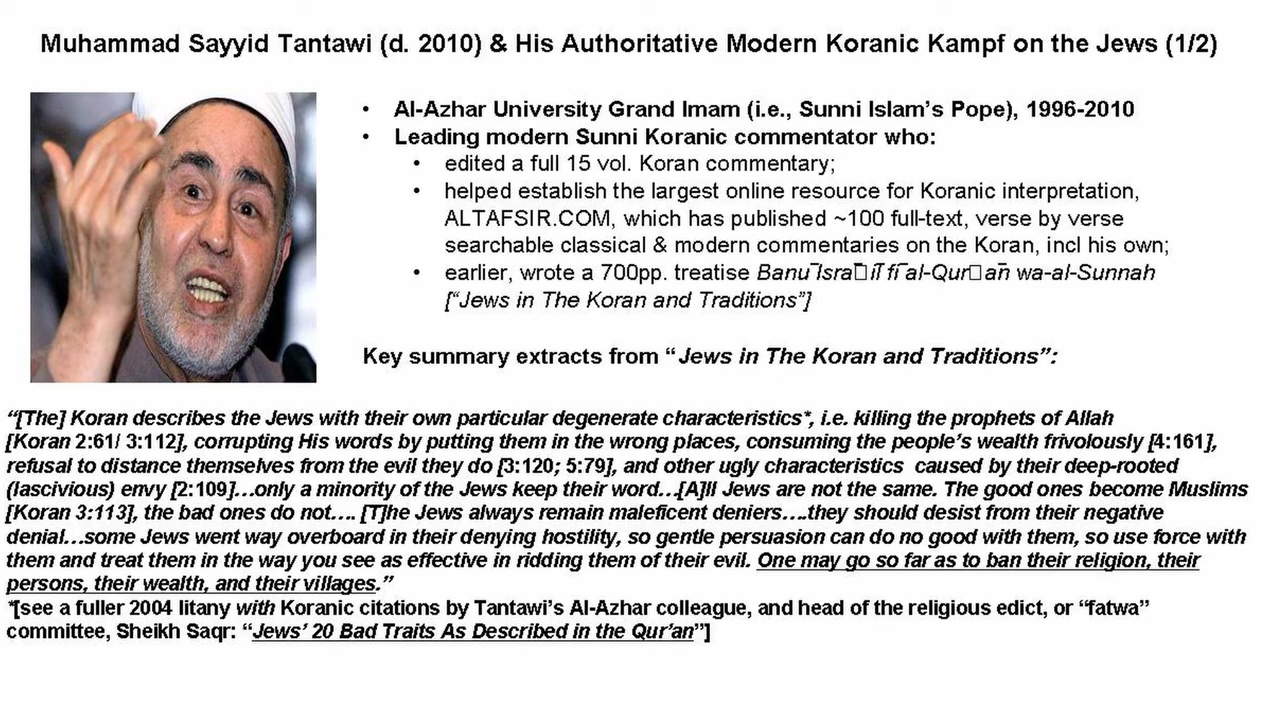 Muhammad Sayyid Tantawi (d. 2010) & His Authoritative Modern Koranic Kampf on the Jews (1/2)
• Al-Azhar University Grand Imam (i.e., Sunni Islam's Pope), 1996-2010
• Leading modern Sunni Koranic commentator who:
• edited a full 15 vol. Koran commentary;
• helped establish the largest online resource for Koranic interpretation,
ALTAFSIR.COM, which has published ~100 full-text, verse by verse
searchable classical & modern commentaries on the Koran, incl his own;
• earlier, wrote a 700pp. treatise Banū Isrā□īl fī al-Qur□ān wa-al-Sunnah
["Jews in The Koran and Traditions"]
Key summary extracts from "Jews in The Koran and Traditions":
"[The] Koran describes the Jews with their own particular degenerate characteristics*, i.e. killing the prophets of Allah
[Koran 2:61/ 3:112], corrupting His words by putting them in the wrong places, consuming the people's wealth frivolously [4:161],
refusal to distance themselves from the evil they do [3:120; 5:79], and other ugly characteristics caused by their deep-rooted
(lascivious) envy [2:109]…only a minority of the Jews keep their word…[A]ll Jews are not the same. The good ones become Muslims
[Koran 3:113], the bad ones do not…. [T]he Jews always remain maleficent deniers….they should desist from their negative
denial…some Jews went way overboard in their denying hostility, so gentle persuasion can do no good with them, so use force with
them and treat them in the way you see as effective in ridding them of their evil. One may go so far as to ban their religion, their
persons, their wealth, and their villages."
*[see a fuller 2004 litany with Koranic citations by Tantawi's Al-Azhar colleague, and head of the religious edict, or "fatwa"
committee, Sheikh Saqr: "Jews' 20 Bad Traits As Described in the Qur'an"]